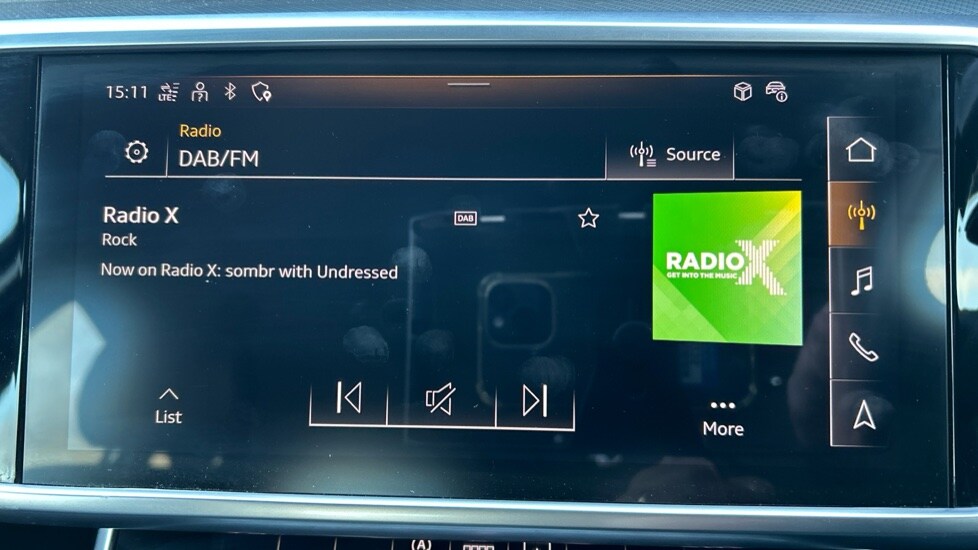 15:11 LTE
Radio
DAB/FM
Source
Radio X
DAB
Rock
Now on Radio X: sombr with Undressed
RADIO X
GET INTO THE MUSIC
List
More
(A)